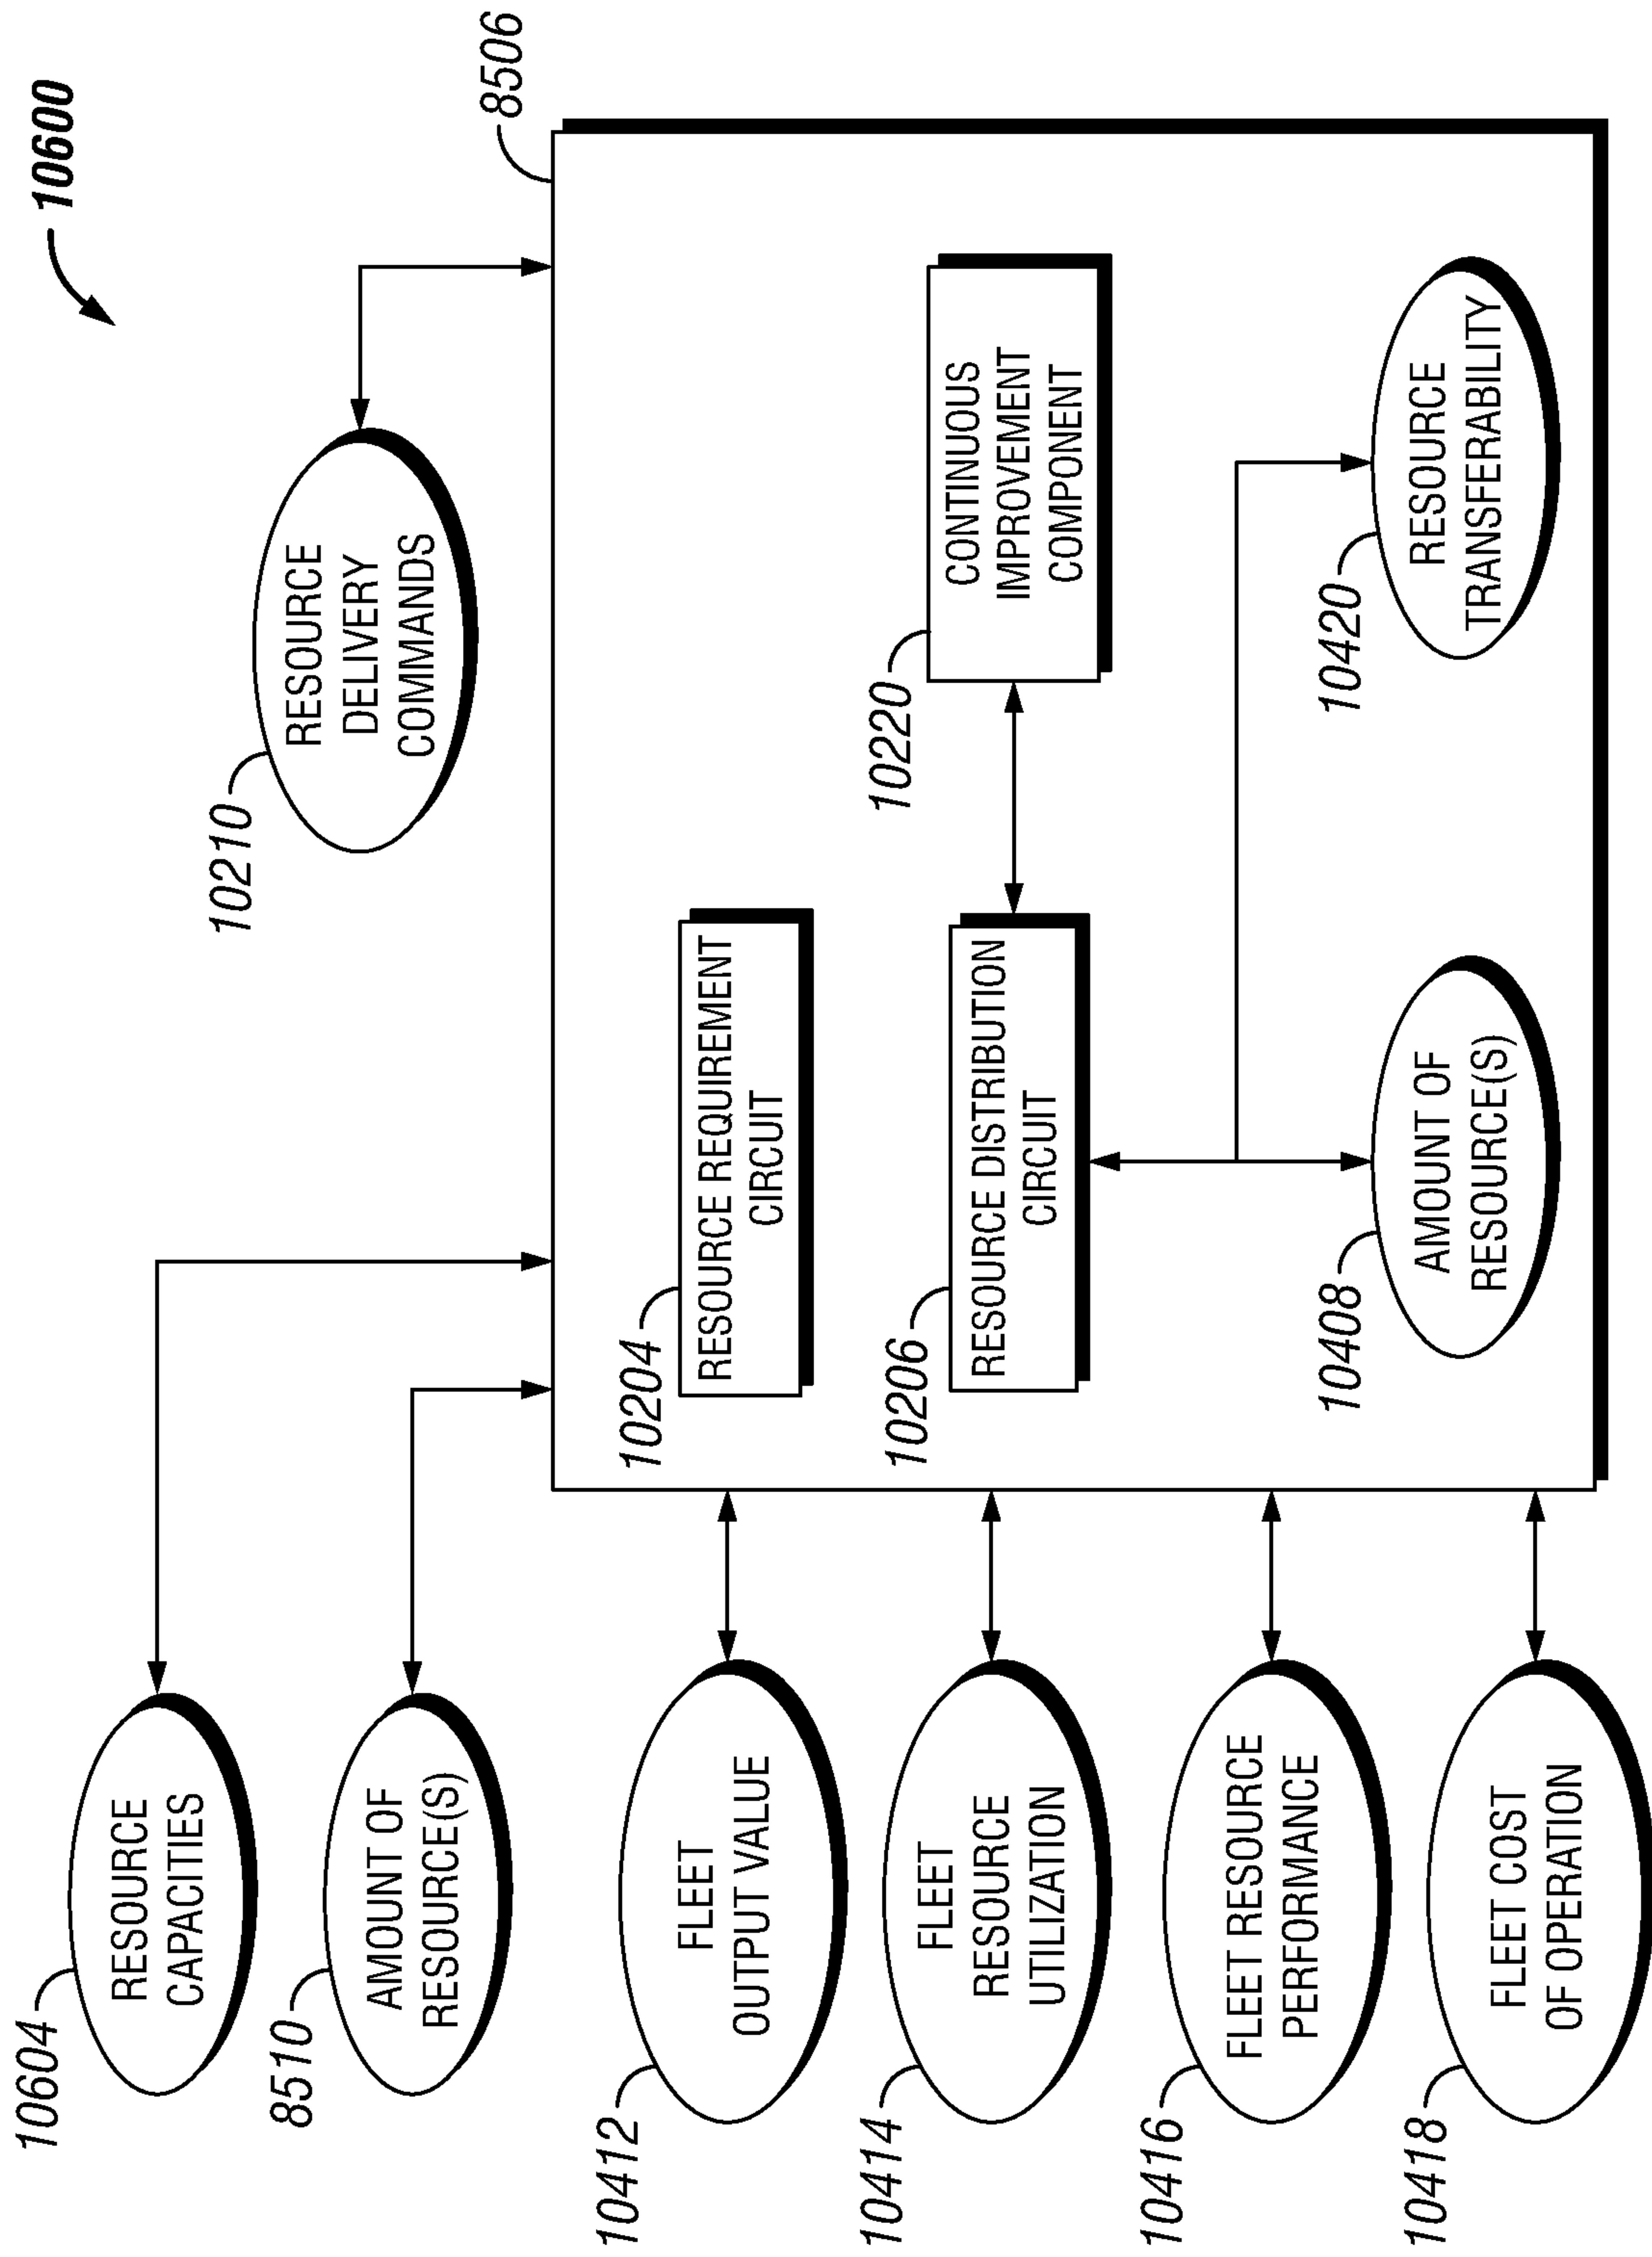 10600
10604
RESOURCE
CAPACITIES
8510
AMOUNT OF
RESOURCE(S)
10210
RESOURCE
DELIVERY
COMMANDS
8506
10412
FLEET
OUTPUT VALUE
10414
FLEET
RESOURCE
UTILIZATION
10416
FLEET RESOURCE
PERFORMANCE
10418
FLEET COST
OF OPERATION
10204
RESOURCE REQUIREMENT
CIRCUIT
10206
RESOURCE DISTRIBUTION
CIRCUIT
10220
CONTINUOUS
IMPROVEMENT
COMPONENT
10408
AMOUNT OF
RESOURCE(S)
10420
RESOURCE
TRANSFERABILITY